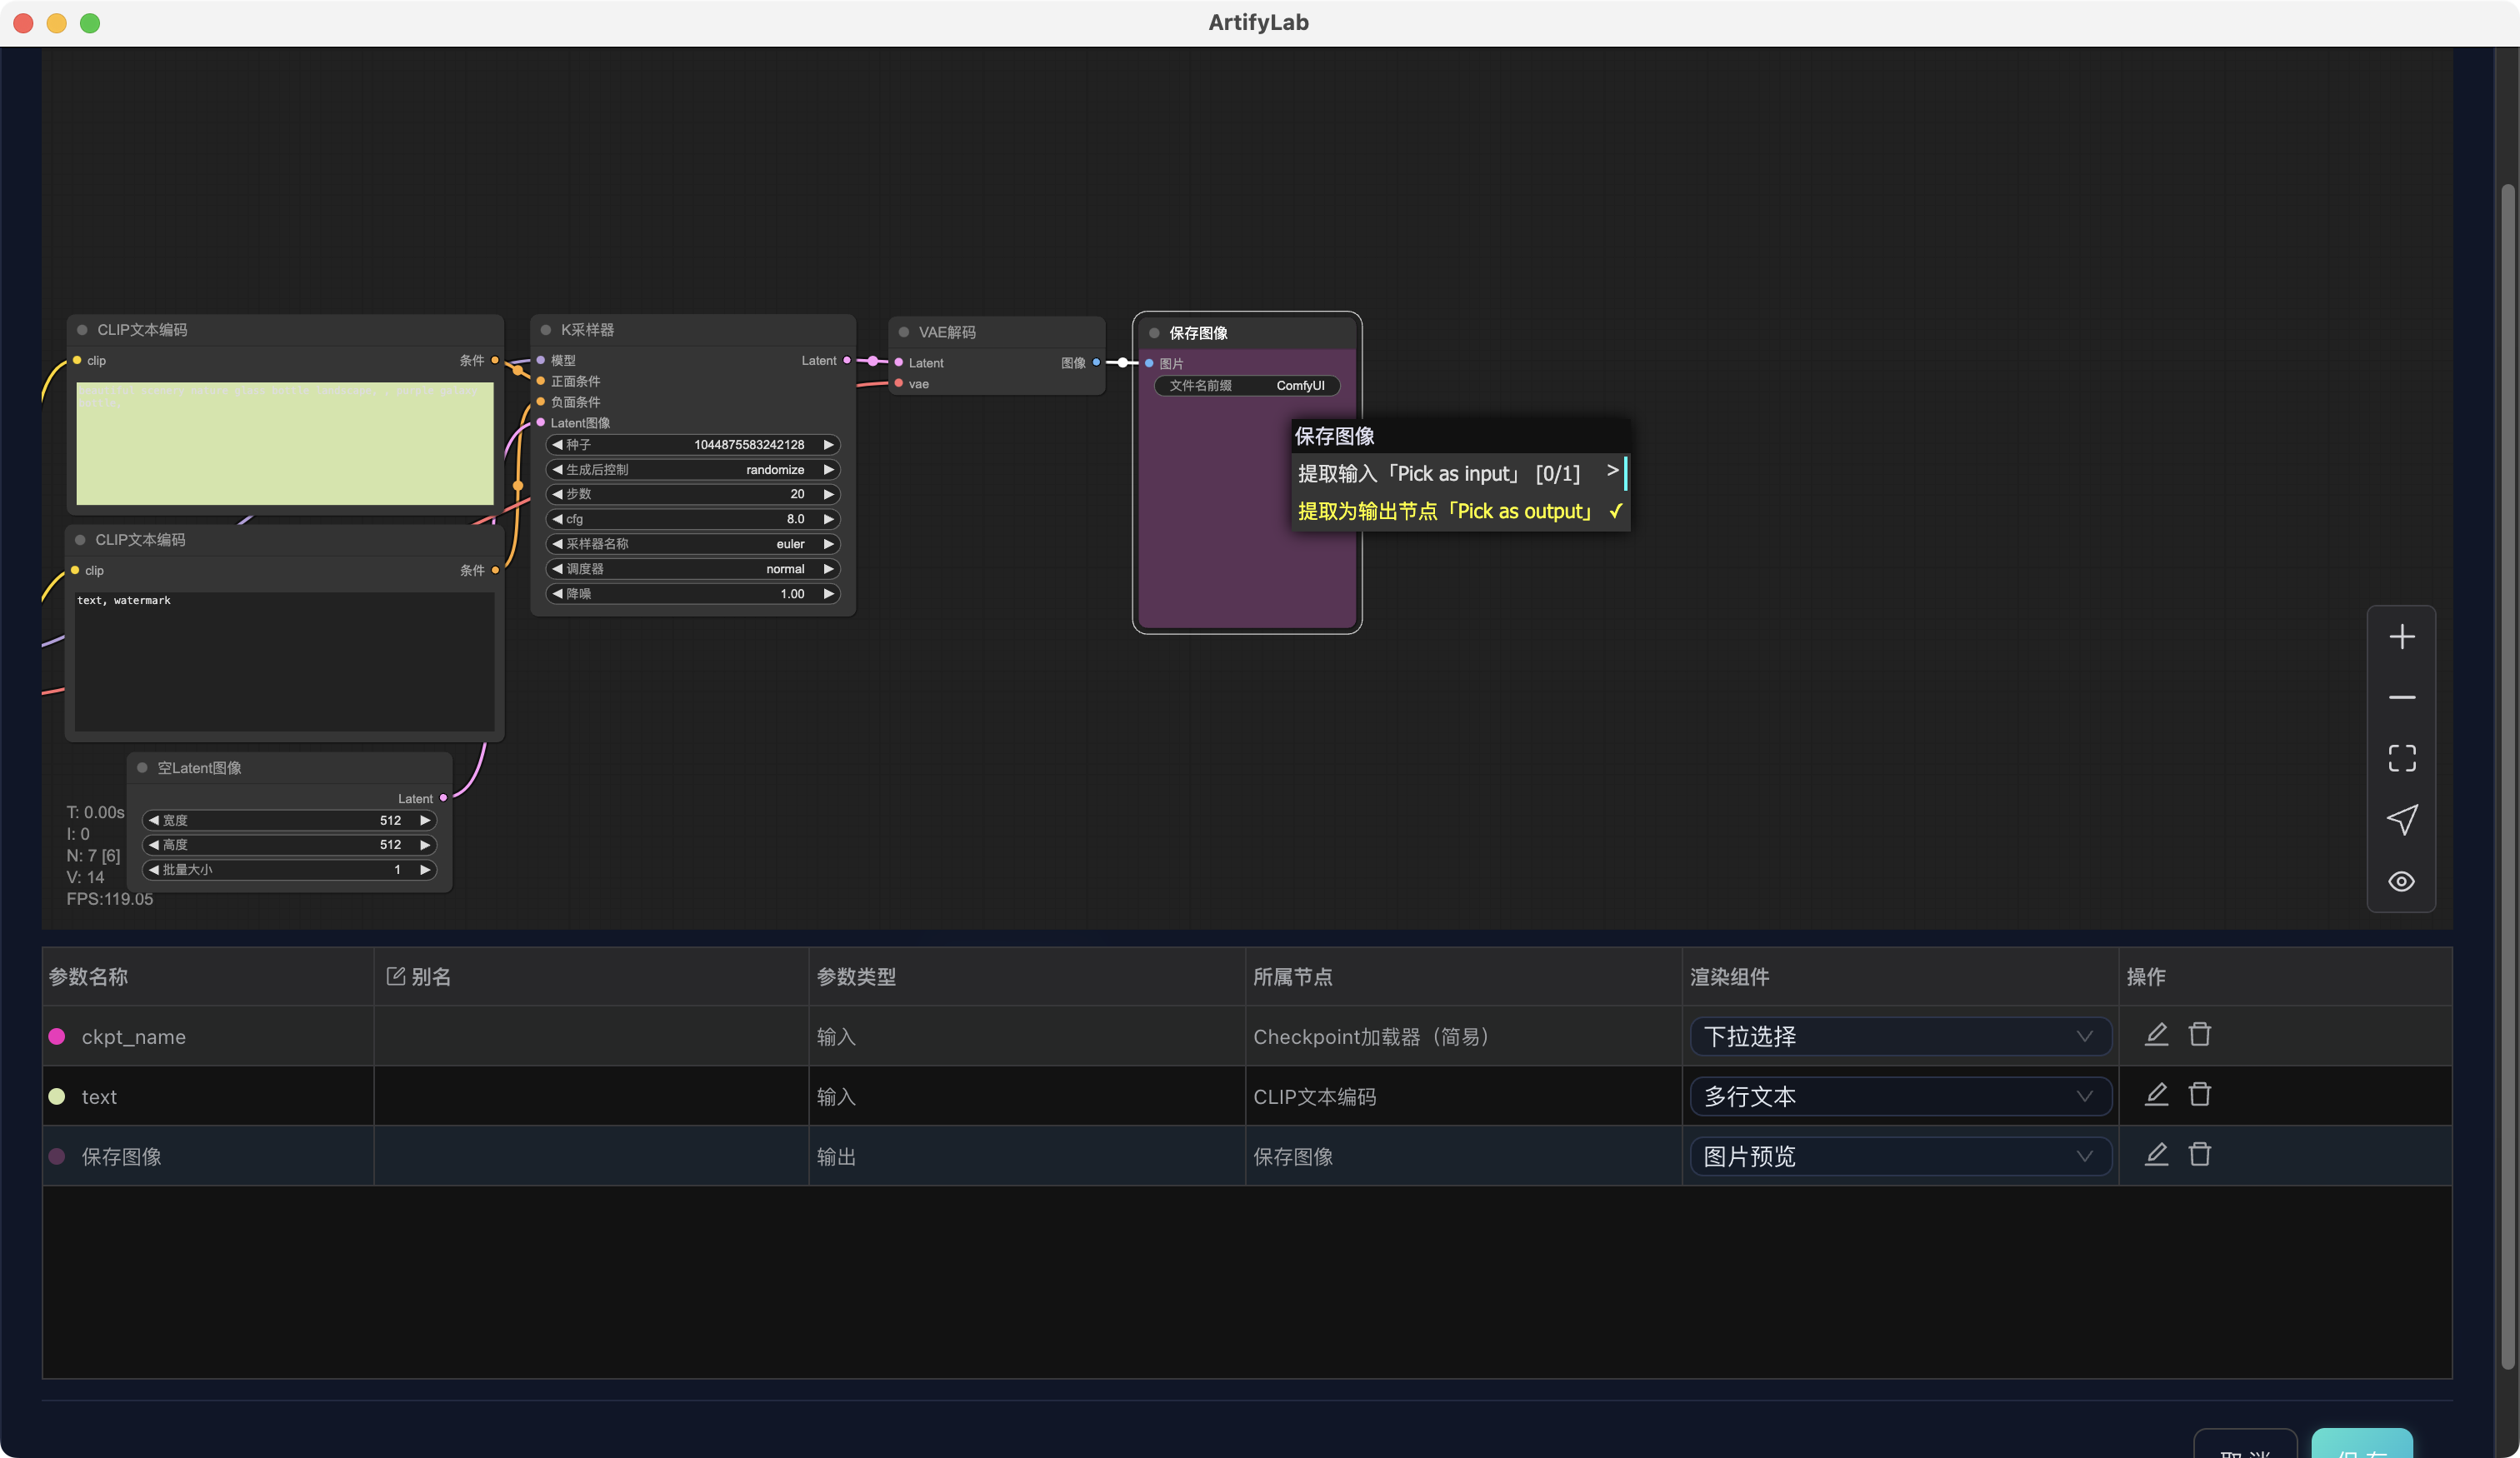 ArtifyLab
CLIP文本编码
clip
条件
CLIP文本编码
clip
条件
text, watermark
空Latent图像
Latent
宽度 512
高度 512
批量大小 1
T: 0.00s
I: 0
N: 7 [6]
V: 14
FPS:119.05
K采样器
模型
Latent
正面条件
负面条件
Latent图像
种子 1044875583242128
生成后控制 randomize
步数 20
cfg 8.0
采样器名称 euler
调度器 normal
降噪 1.00
VAE解码
Latent
图像
vae
保存图像
图片
文件名前缀 ComfyUI
保存图像
提取输入「Pick as input」 [0/1] >
提取为输出节点「Pick as output」 ✓
参数名称 别名 参数类型 所属节点 渲染组件 操作
ckpt_name 输入 Checkpoint加载器（简易） 下拉选择
text 输入 CLIP文本编码 多行文本
保存图像 输出 保存图像 图片预览
取消 保存